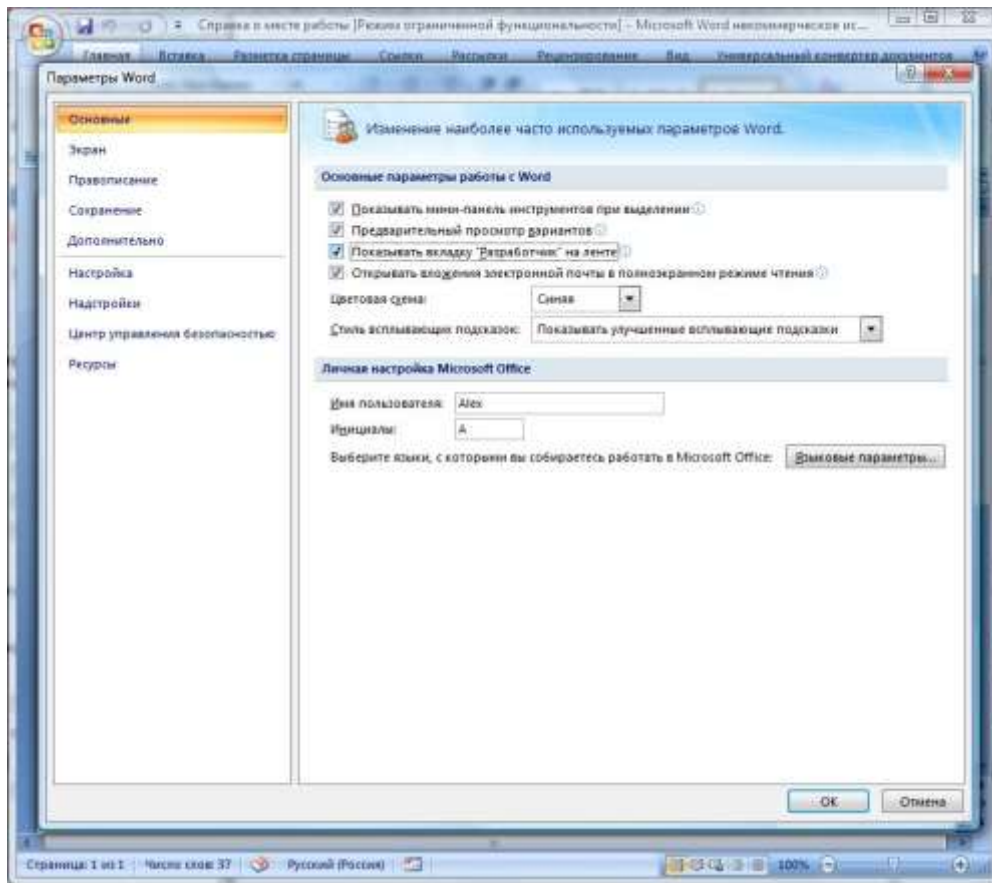 Справка о месте работы [Режим ограниченной функциональности] - Microsoft Word некоммерческое ис...
Главная Вставка Разметка страницы Ссылки Рассылки Рецензирование Вид Универсальный конвертер документов
Параметры Word
Основные
Экран
Правописание
Сохранение
Дополнительно
Настройка
Надстройки
Центр управления безопасностью
Ресурсы
Изменение наиболее часто используемых параметров Word.
Основные параметры работы с Word
Показывать мини-панель инструментов при выделении
Предварительный просмотр вариантов
Показывать вкладку "Разработчик" на ленте
Открывать вложения электронной почты в полноэкранном режиме чтения
Цветовая схема: Синяя
Стиль всплывающих подсказок: Показывать улучшенные всплывающие подсказки
Личная настройка Microsoft Office
Имя пользователя: Alex
Инициалы: A
Выберите языки, с которыми вы собираетесь работать в Microsoft Office: Языковые параметры...
ОК Отмена
Страница: 1 из 1 Число слов: 37 Русский (Россия) 100%